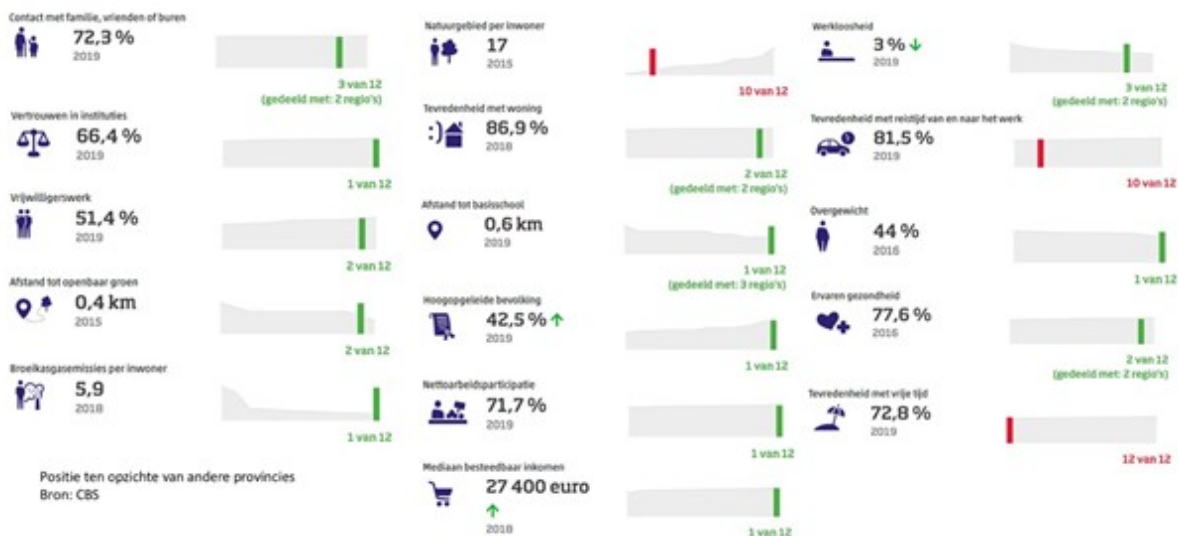 Contact met familie, vrienden of buren
72,3 %
2019
3 van 12
(gedeeld met: 2 regio's)
Vertrouwen in instituties
66,4 %
2019
1 van 12
Vrijwilligerswerk
51,4 %
2019
2 van 12
Afstand tot openbaar groen
0,4 km
2015
2 van 12
Broeikasgasemissies per inwoner
5,9
2018
1 van 12
Positie ten opzichte van andere provincies
Bron: CBS
Natuurgebied per inwoner
17
2015
10 van 12
Tevredenheid met woning
86,9 %
2018
2 van 12
(gedeeld met: 2 regio's)
Afstand tot basisschool
0,6 km
2019
1 van 12
(gedeeld met: 3 regio's)
Hoogopgeleide bevolking
42,5 % ↑
2019
1 van 12
Nettoarbeidsparticipatie
71,7 %
2019
1 van 12
Mediaan besteedbaar inkomen
27 400 euro
↑
2018
1 van 12
Werkloosheid
3 % ↓
2019
3 van 12
(gedeeld met: 2 regio's)
Tevredenheid met reistijd van en naar het werk
81,5 %
2019
10 van 12
Overgewicht
44 %
2016
1 van 12
Ervaren gezondheid
77,6 %
2016
2 van 12
(gedeeld met: 2 regio's)
Tevredenheid met vrije tijd
72,8 %
2019
12 van 12